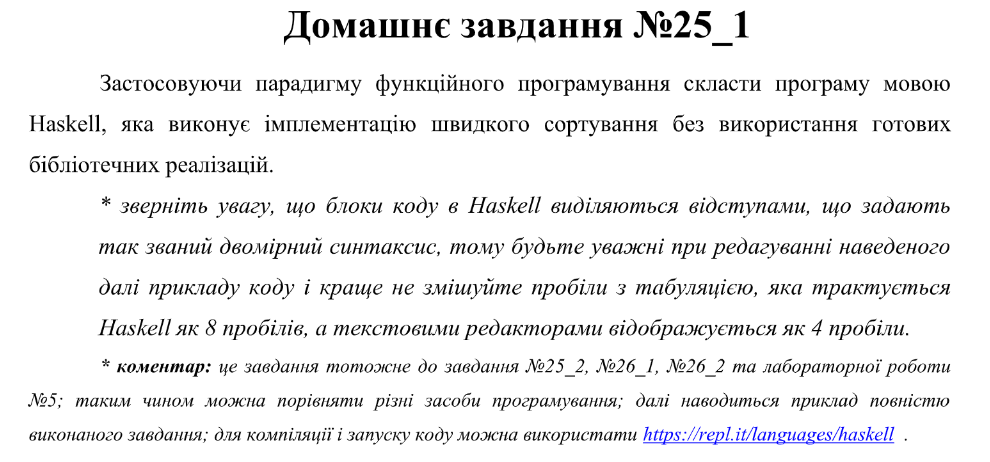 Домашнє завдання №25_1
Застосовуючи парадигму функційного програмування скласти програму мовою
Haskell, яка виконує імплементацію швидкого сортування без використання готових
бібліотечних реалізацій.
* зверніть увагу, що блоки коду в Haskell виділяються відступами, що задають
так званий двомірний синтаксис, тому будьте уважні при редагуванні наведеного
далі прикладу коду і краще не змішуйте пробіли з табуляцією, яка трактується
Haskell як 8 пробілів, а текстовими редакторами відображується як 4 пробіли.
* коментар: це завдання тотожне до завдання №25_2, №26_1, №26_2 та лабораторної роботи
№5; таким чином можна порівняти різні засоби програмування; далі наводиться приклад повністю
виконаного завдання; для компіляції і запуску коду можна використати https://repl.it/languages/haskell .